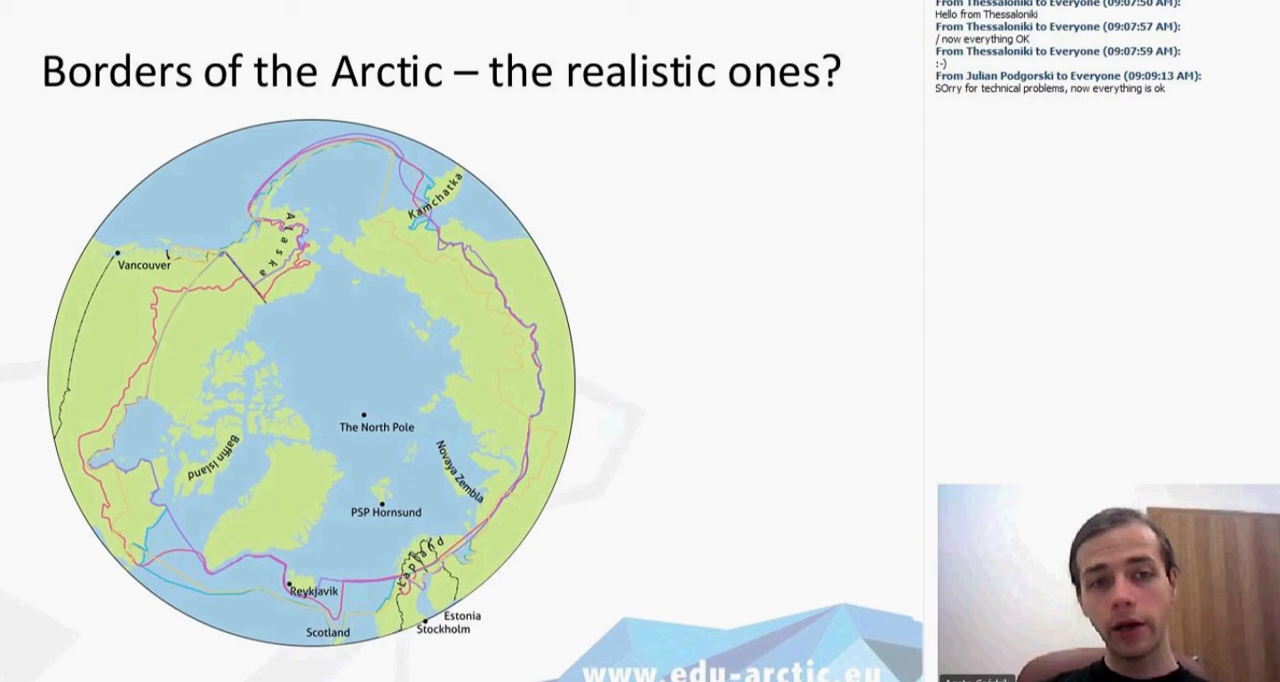 Borders of the Arctic – the realistic ones?
Kamchatka
Alaska
Vancouver
The North Pole
Baffin Island
Novaya Zembla
PSP Hornsund
Lapland
Reykjavik
Estonia
Scotland
Stockholm
www.edu-arctic.eu
From Thessaloniki to Everyone (09:07:50 AM):
Hello from Thessaloniki
From Thessaloniki to Everyone (09:07:57 AM):
/ now everything OK
From Thessaloniki to Everyone (09:07:59 AM):
:-)
From Julian Podgorski to Everyone (09:09:13 AM):
SOrry for technical problems, now everything is ok